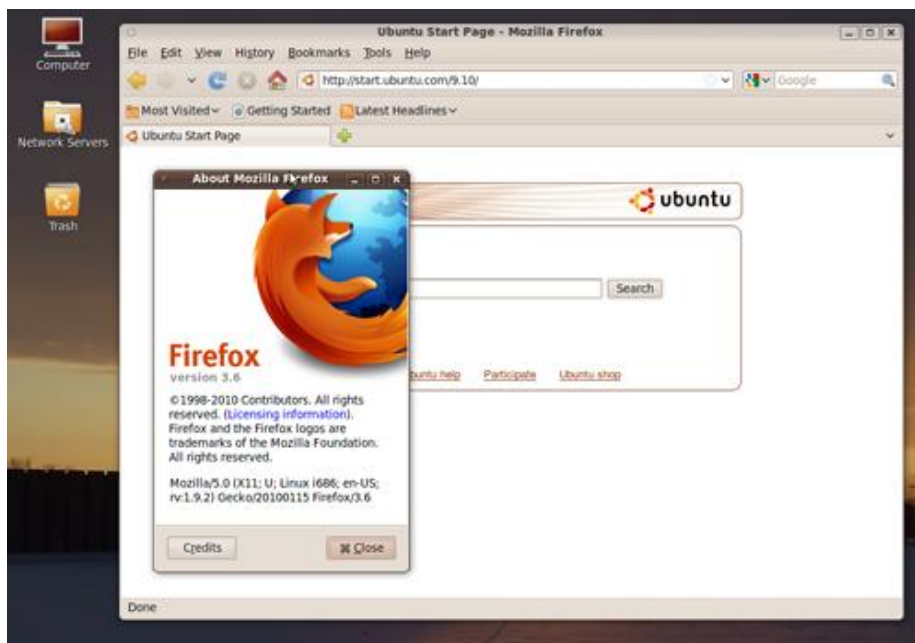 Computer
Network Servers
Trash
Ubuntu Start Page - Mozilla Firefox
File Edit View History Bookmarks Tools Help
http://start.ubuntu.com/9.10/
Google
Most Visited Getting Started Latest Headlines
Ubuntu Start Page
ubuntu
Search
help Participate Ubuntu shop
About Mozilla Firefox
Firefox
version 3.6
©1998-2010 Contributors. All rights
reserved. (Licensing information).
Firefox and the Firefox logos are
trademarks of the Mozilla Foundation.
All rights reserved.
Mozilla/5.0 (X11; U; Linux i686; en-US;
rv:1.9.2) Gecko/20100115 Firefox/3.6
Credits
Close
Done